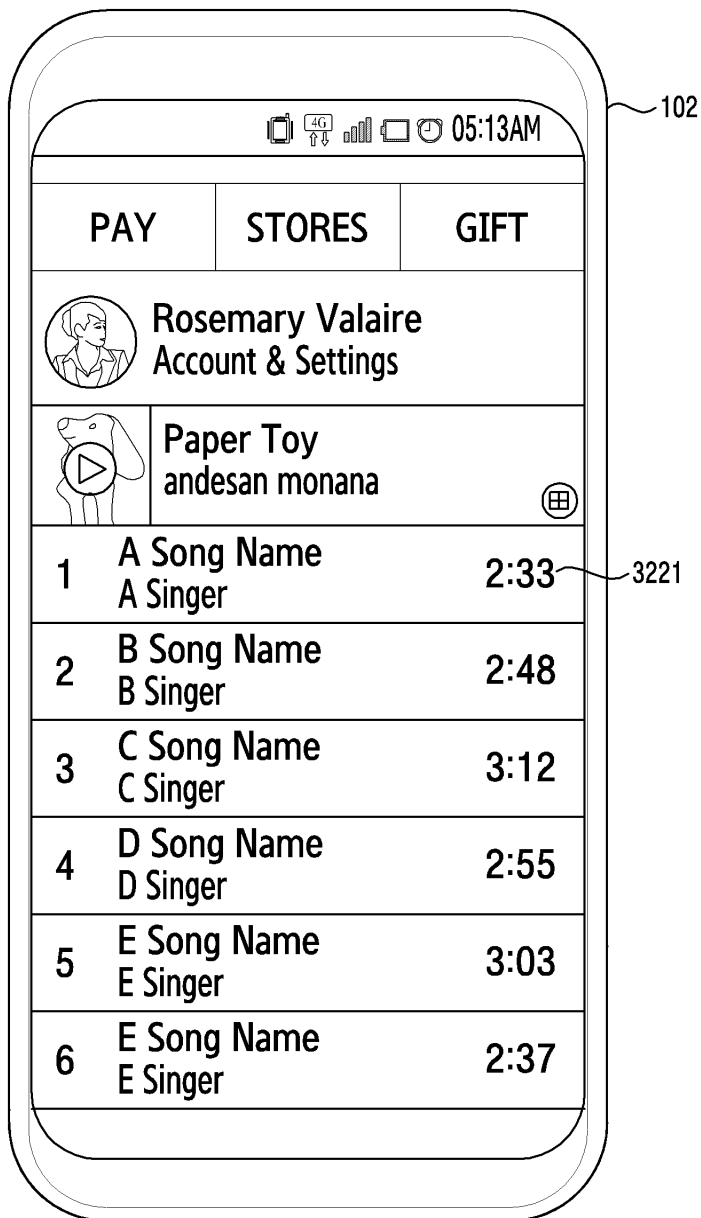 4G 05:13AM
102
PAY STORES GIFT
Rosemary Valaire
Account & Settings
Paper Toy
andesan monana
1 A Song Name 2:33
A Singer
3221
2 B Song Name 2:48
B Singer
3 C Song Name 3:12
C Singer
4 D Song Name 2:55
D Singer
5 E Song Name 3:03
E Singer
6 E Song Name 2:37
E Singer